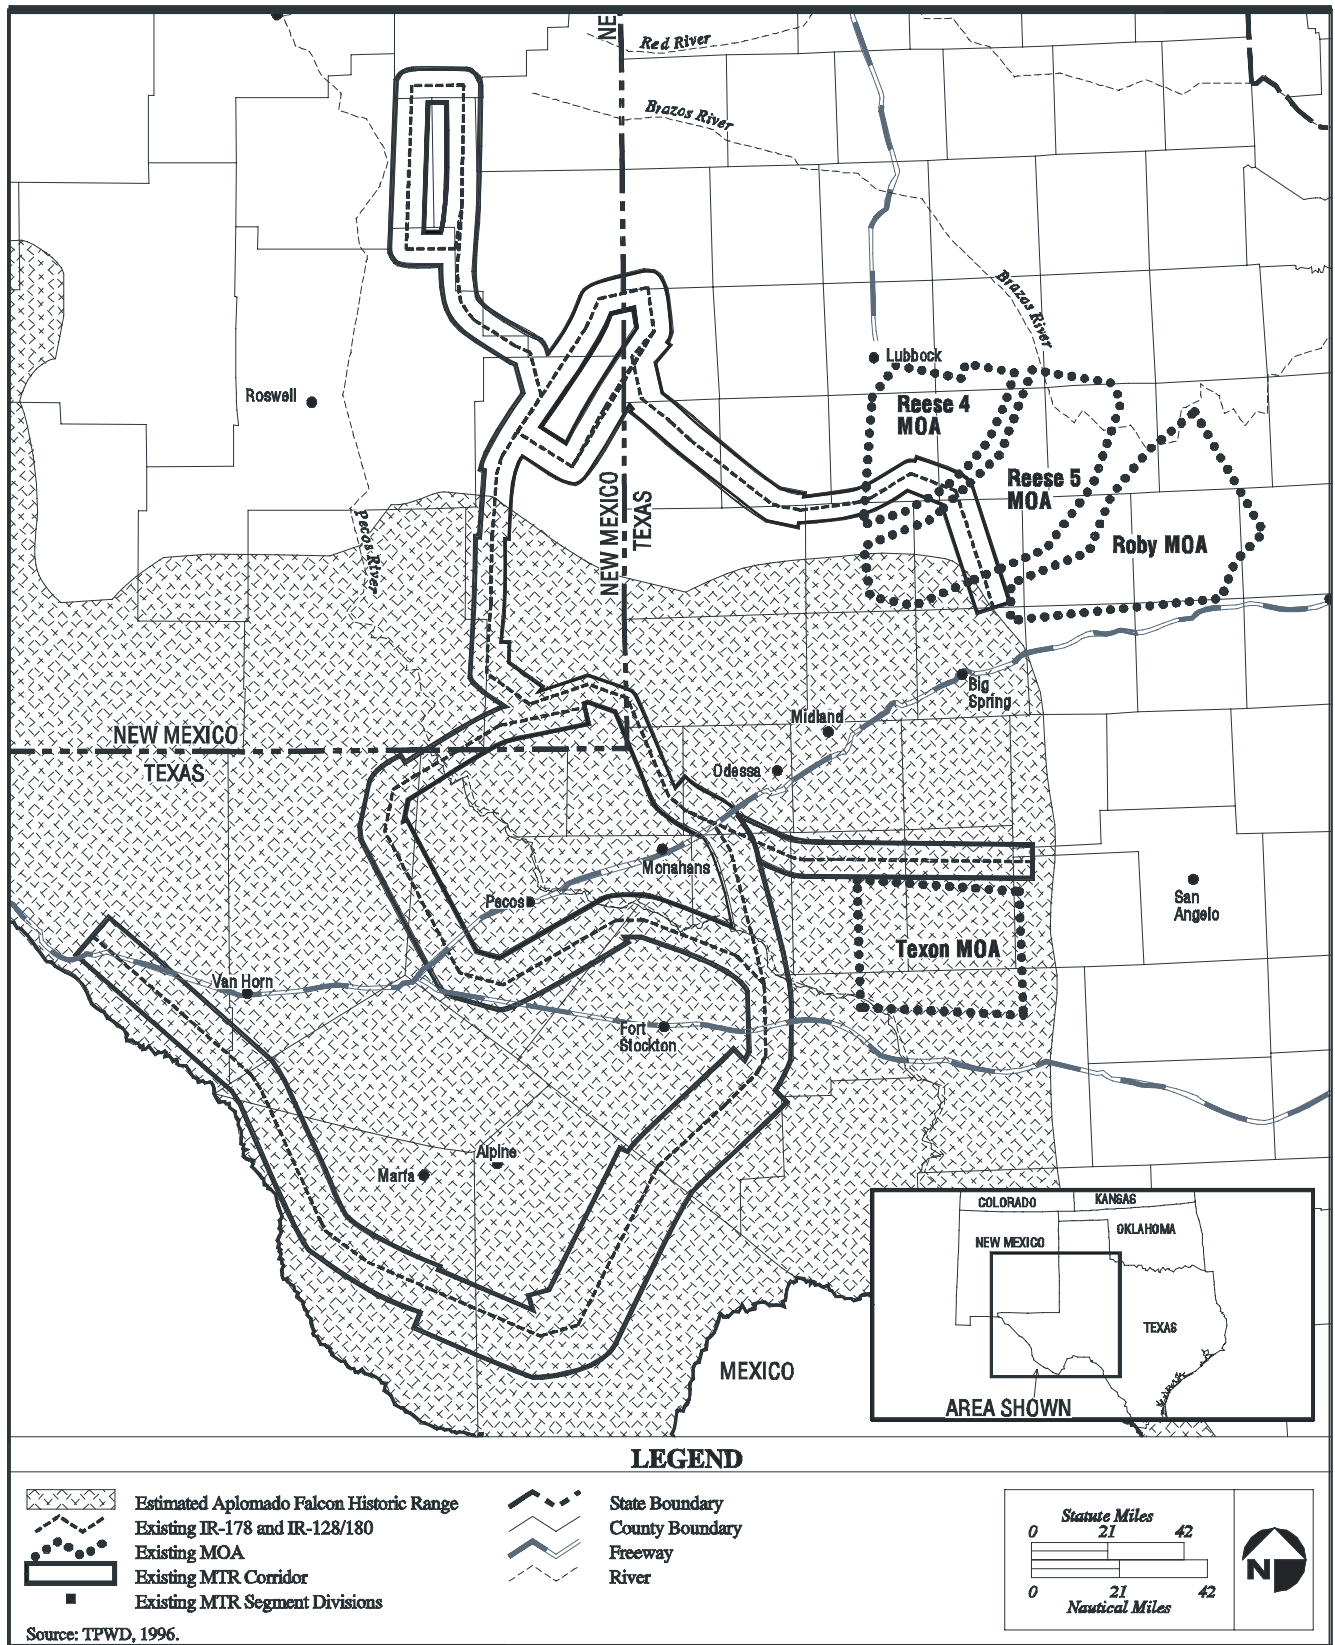 NE
Red River
Brazos River
Brazos River
Lubbock
Roswell
Reese 4
MOA
Reese 5
MOA
NEW MEXICO
TEXAS
Pecos River
Roby MOA
Big
Spring
Midland
NEW MEXICO
TEXAS
Odessa
Monahans
Pecos
San
Angelo
Texon MOA
Van Horn
Fort
Stockton
Alpine
Marfa
MEXICO
COLORADO
KANSAS
OKLAHOMA
NEW MEXICO
TEXAS
AREA SHOWN
LEGEND
Estimated Aplomado Falcon Historic Range
Existing IR-178 and IR-128/180
Existing MOA
Existing MTR Corridor
Existing MTR Segment Divisions
State Boundary
County Boundary
Freeway
River
Statute Miles
0 21 42
0 21 42
Nautical Miles
N
Source: TPWD, 1996.